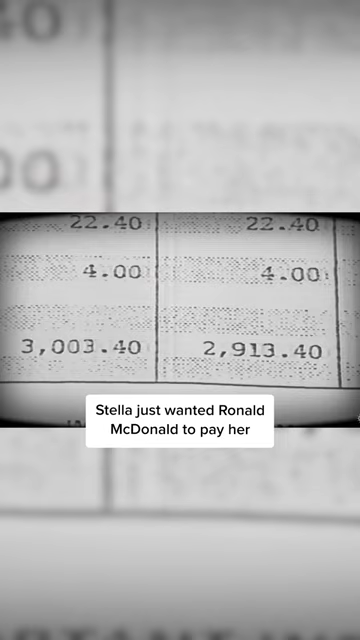 22.40 22.40
4.00 4.00
3,003.40 2,913.40
Stella just wanted Ronald
McDonald to pay her